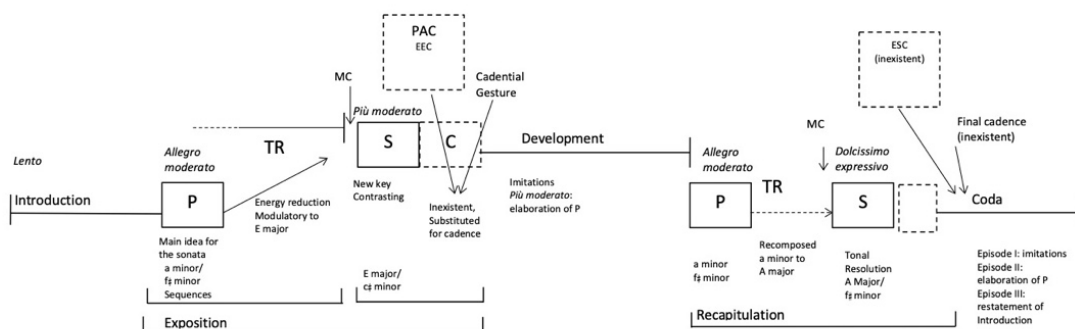 PAC
EEC
ESC
(inexistent)
MC
Cadential
Gesture
Più moderato
TR
S
C
Development
MC
Final cadence
(inexistent)
Lento
Allegro
moderato
Allegro
moderato
TR
Dolcissimo
expressivo
Introduction
P
New key
Contrasting
Imitations
Più moderato:
elaboration of P
P
S
Coda
Energy reduction
Modulatory to
E major
Inexistent,
Substituted
for cadence
Main idea for
the sonata
a minor/
f♯ minor
Sequences
E major/
c♯ minor
a minor
f♯ minor
Recomposed
a minor to
A major
Tonal
Resolution
A Major/
f♯ minor
Episode I: imitations
Episode II:
elaboration of P
Episode III:
restatement of
Introduction
Exposition
Recapitulation